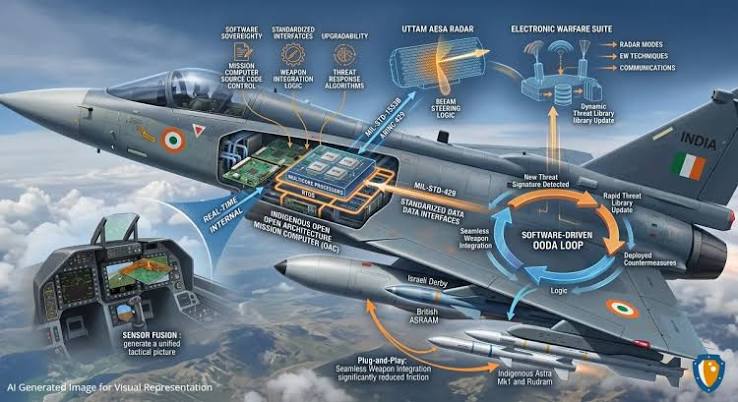 SOFTWARE
SOVEREIGHTY
STANDARDIZED
INTERFATCES
UPGRADABILITY
MISSION
COMPUTER
SOURCE CODE
CONTROL
WEAPON
INTEGRATION
LOGIC
THREAT
RESPONSE
ALGORITHMS
UTTAM AESA RADAR
BEEAM
STEERING
LOGIC
ELECTRONIC WARFARE SUITE
RADAR MODES
EW TECHNIQUES
COMMUNICATIONS
Dynamic
Threat Library
library Update
MIL-STD-1553B
ARINC 429
MULTICORE PROCESSORS
RTOS
REAL-TIME
INTERNAL
INDIGENOUS OPEN
OPEN ARCHITECTURE
MISSION COMPUTER (OAC)
MIL-STD-429
STANDARDIZED DATA
DATA INTERFACES
INDIA
New Threat
Signature Detected
Rapid Threat
Library
Update
Seamless
Weapon
Integration
SOFTWARE-DRIVEN
OODA LOOP
Deployed
Countermeasures
Logic
SENSOR FUSION :
generate a unified
tactical picture
Israeli Derby
British
ASRAAM
Plug-and-Play:
Seamless Weapon Integration
significantly reduced friction
Indigenous Astra
Mk1 and Rudram
AI Generated Image for Visual Representation